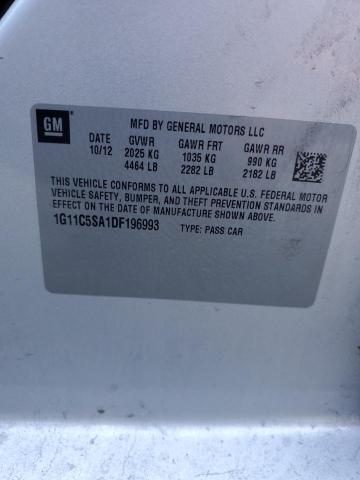 GM
MFD BY GENERAL MOTORS LLC
DATE GVWR GAWR FRT GAWR RR
10/12 2025 KG 1035 KG 990 KG
4464 LB 2282 LB 2182 LB
THIS VEHICLE CONFORMS TO ALL APPLICABLE U.S. FEDERAL MOTOR
VEHICLE SAFETY, BUMPER, AND THEFT PREVENTION STANDARDS IN
EFFECT ON THE DATE OF MANUFACTURE SHOWN ABOVE.
1G11C5SA1DF196993 TYPE: PASS CAR